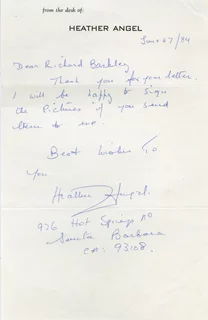 from the desk of:
HEATHER ANGEL
June 27/84
Dear Richard Barkley
Thank you for your letter.
I will be happy to sign
the pictures if you send
them to me.
Best wishes to
you
Heather Angel.
976 Hot Springs RD
Santa Barbara
Ca. 93108.